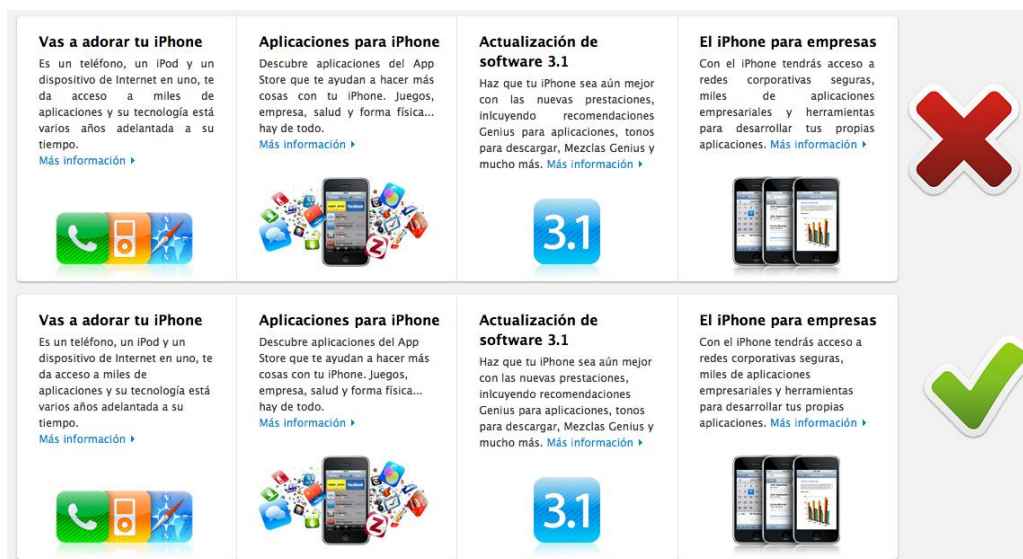 Vas a adorar tu iPhone
Es un teléfono, un iPod y un
dispositivo de Internet en uno, te
da acceso a miles de
aplicaciones y su tecnología está
varios años adelantada a su
tiempo.
Más información
Aplicaciones para iPhone
Descubre aplicaciones del App
Store que te ayudan a hacer más
cosas con tu iPhone. Juegos,
empresa, salud y forma física...
hay de todo.
Más información
Actualización de
software 3.1
Haz que tu iPhone sea aún mejor
con las nuevas prestaciones,
inlcuyendo recomendaciones
Genius para aplicaciones, tonos
para descargar, Mezclas Genius y
mucho más. Más información
3.1
El iPhone para empresas
Con el iPhone tendrás acceso a
redes corporativas seguras,
miles de aplicaciones
empresariales y herramientas
para desarrollar tus propias
aplicaciones. Más información
Vas a adorar tu iPhone
Es un teléfono, un iPod y un
dispositivo de Internet en uno, te
da acceso a miles de
aplicaciones y su tecnología está
varios años adelantada a su
tiempo.
Más información
Aplicaciones para iPhone
Descubre aplicaciones del App
Store que te ayudan a hacer más
cosas con tu iPhone. Juegos,
empresa, salud y forma física...
hay de todo.
Más información
Actualización de
software 3.1
Haz que tu iPhone sea aún mejor
con las nuevas prestaciones,
inlcuyendo recomendaciones
Genius para aplicaciones, tonos
para descargar, Mezclas Genius y
mucho más. Más información
3.1
El iPhone para empresas
Con el iPhone tendrás acceso a
redes corporativas seguras,
miles de aplicaciones
empresariales y herramientas
para desarrollar tus propias
aplicaciones. Más información